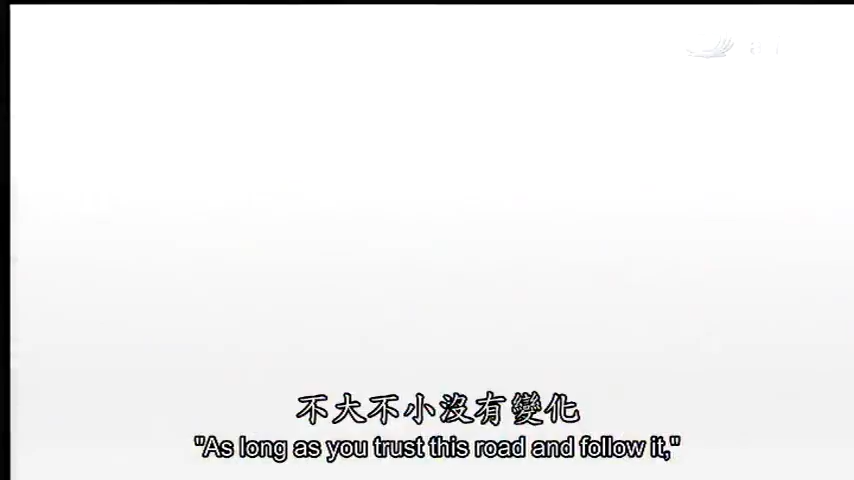 不大不小沒有變化
"As long as you trust this road and follow it,"